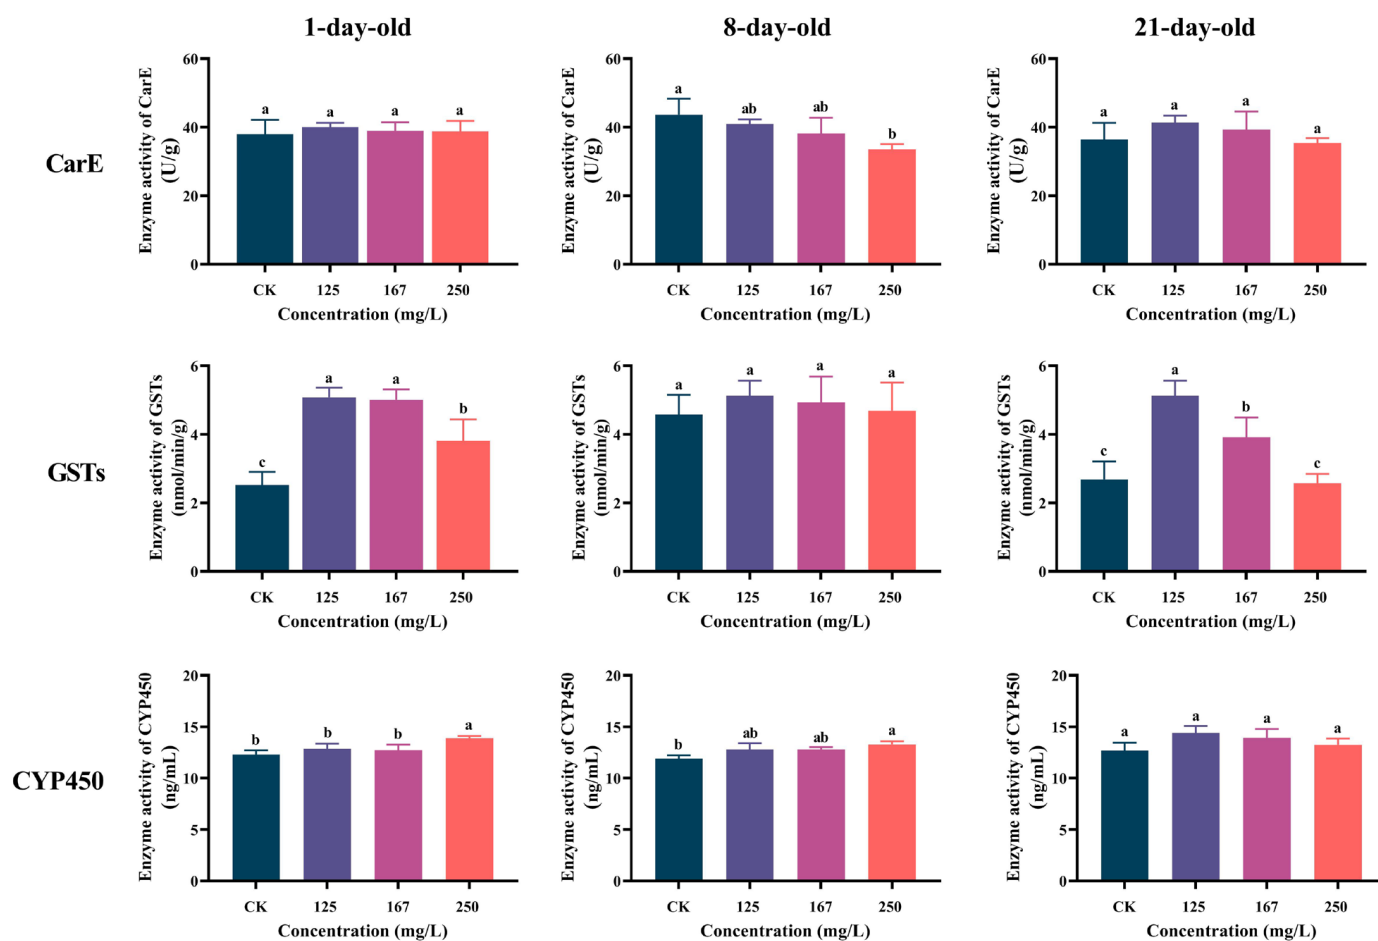 1-day-old
8-day-old
21-day-old
CarE
Enzyme activity of CarE
(U/g)
60
40
20
0
a
a
a
a
CK
125
167
250
Concentration (mg/L)
Enzyme activity of CarE
(U/g)
60
40
20
0
a
ab
ab
b
CK
125
167
250
Concentration (mg/L)
Enzyme activity of CarE
(U/g)
60
40
20
0
a
a
a
a
CK
125
167
250
Concentration (mg/L)
GSTs
Enzyme activity of GSTs
(nmol/min/g)
6
4
2
0
c
a
a
b
CK
125
167
250
Concentration (mg/L)
Enzyme activity of GSTs
(nmol/min/g)
6
4
2
0
a
a
a
a
CK
125
167
250
Concentration (mg/L)
Enzyme activity of GSTs
(nmol/min/g)
6
4
2
0
c
a
b
c
CK
125
167
250
Concentration (mg/L)
CYP450
Enzyme activity of CYP450
(ng/mL)
20
15
10
5
0
b
b
b
a
CK
125
167
250
Concentration (mg/L)
Enzyme activity of CYP450
(ng/mL)
20
15
10
5
0
b
ab
ab
a
CK
125
167
250
Concentration (mg/L)
Enzyme activity of CYP450
(ng/mL)
20
15
10
5
0
a
a
a
a
CK
125
167
250
Concentration (mg/L)